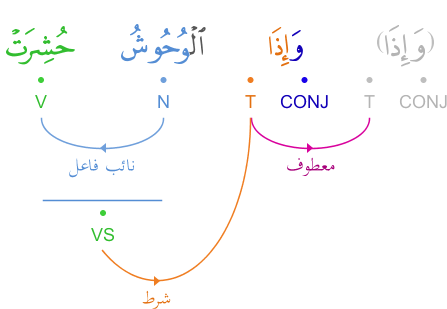 (وَإِذَا) وَإِذَا ٱلْوُحُوشُ حُشِرَتْ
CONJ T CONJ T N V
معطوف نائب فاعل
VS
شرط